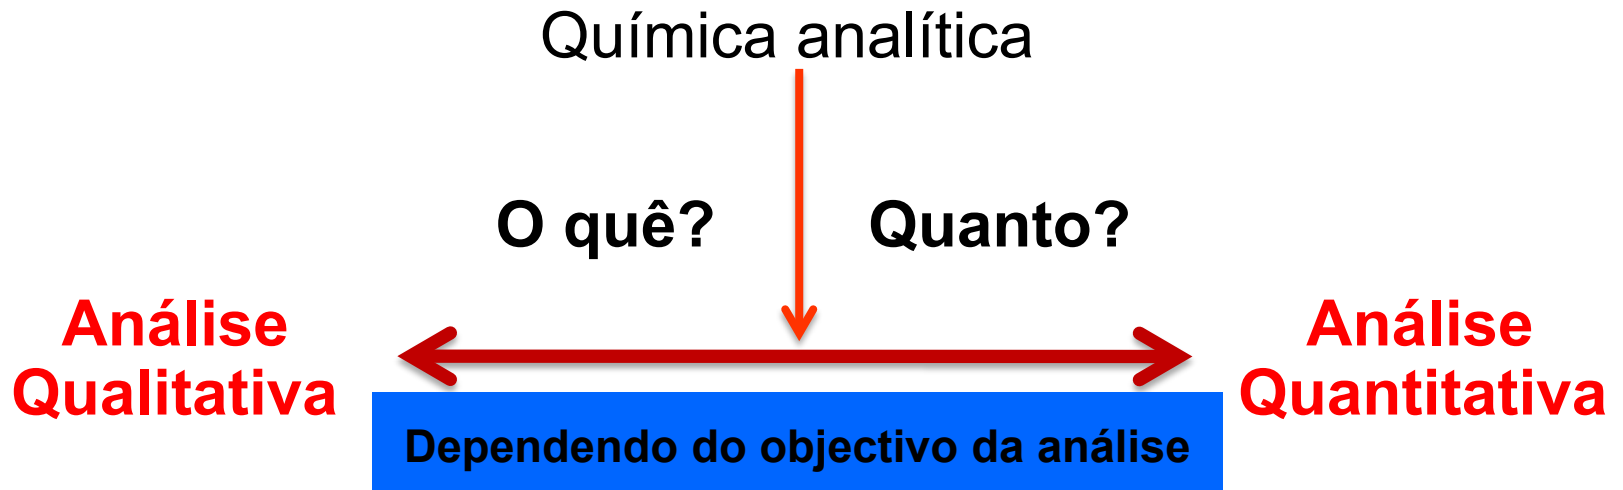 Química analítica
O quê?
Quanto?
Análise
Qualitativa
Análise
Quantitativa
Dependendo do objectivo da análise